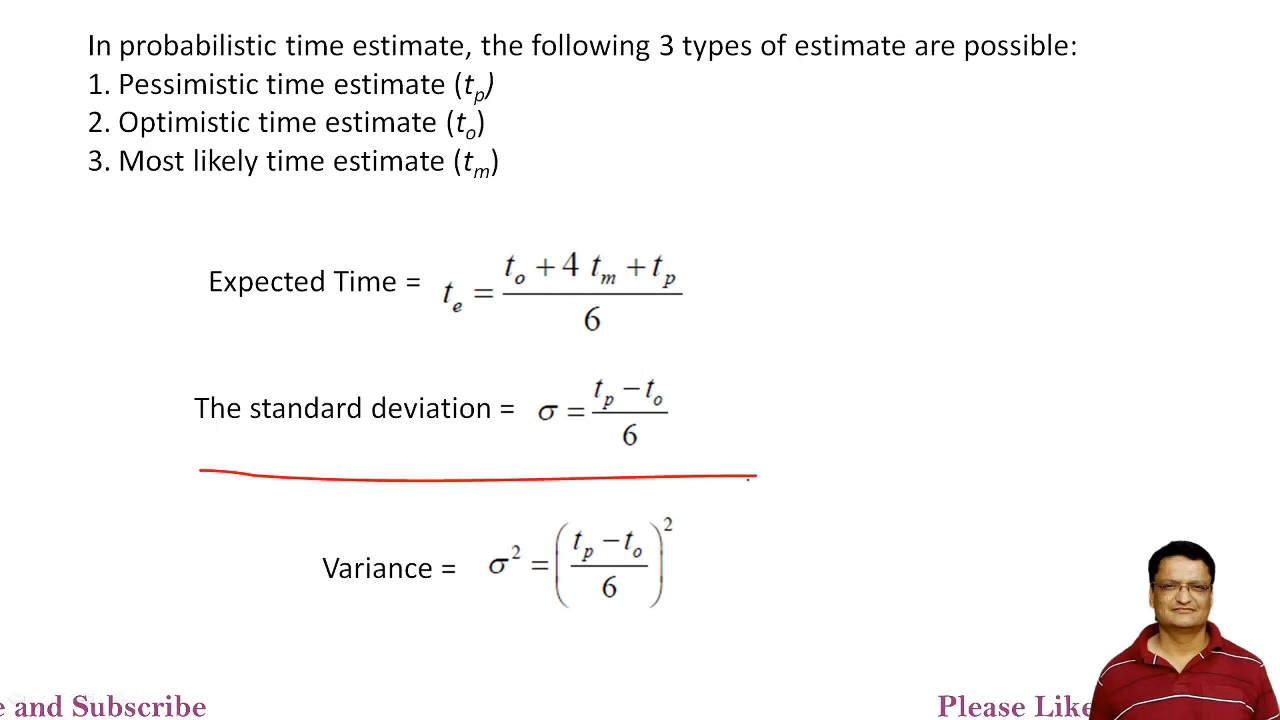 In probabilistic time estimate, the following 3 types of estimate are possible:
1. Pessimistic time estimate (tₚ)
2. Optimistic time estimate (tₒ)
3. Most likely time estimate (tₘ)
Expected Time = tₑ = (tₒ + 4 tₘ + tₚ) / 6
The standard deviation = σ = (tₚ − tₒ) / 6
Variance = σ² = ((tₚ − tₒ) / 6)²
e and Subscribe
Please Like